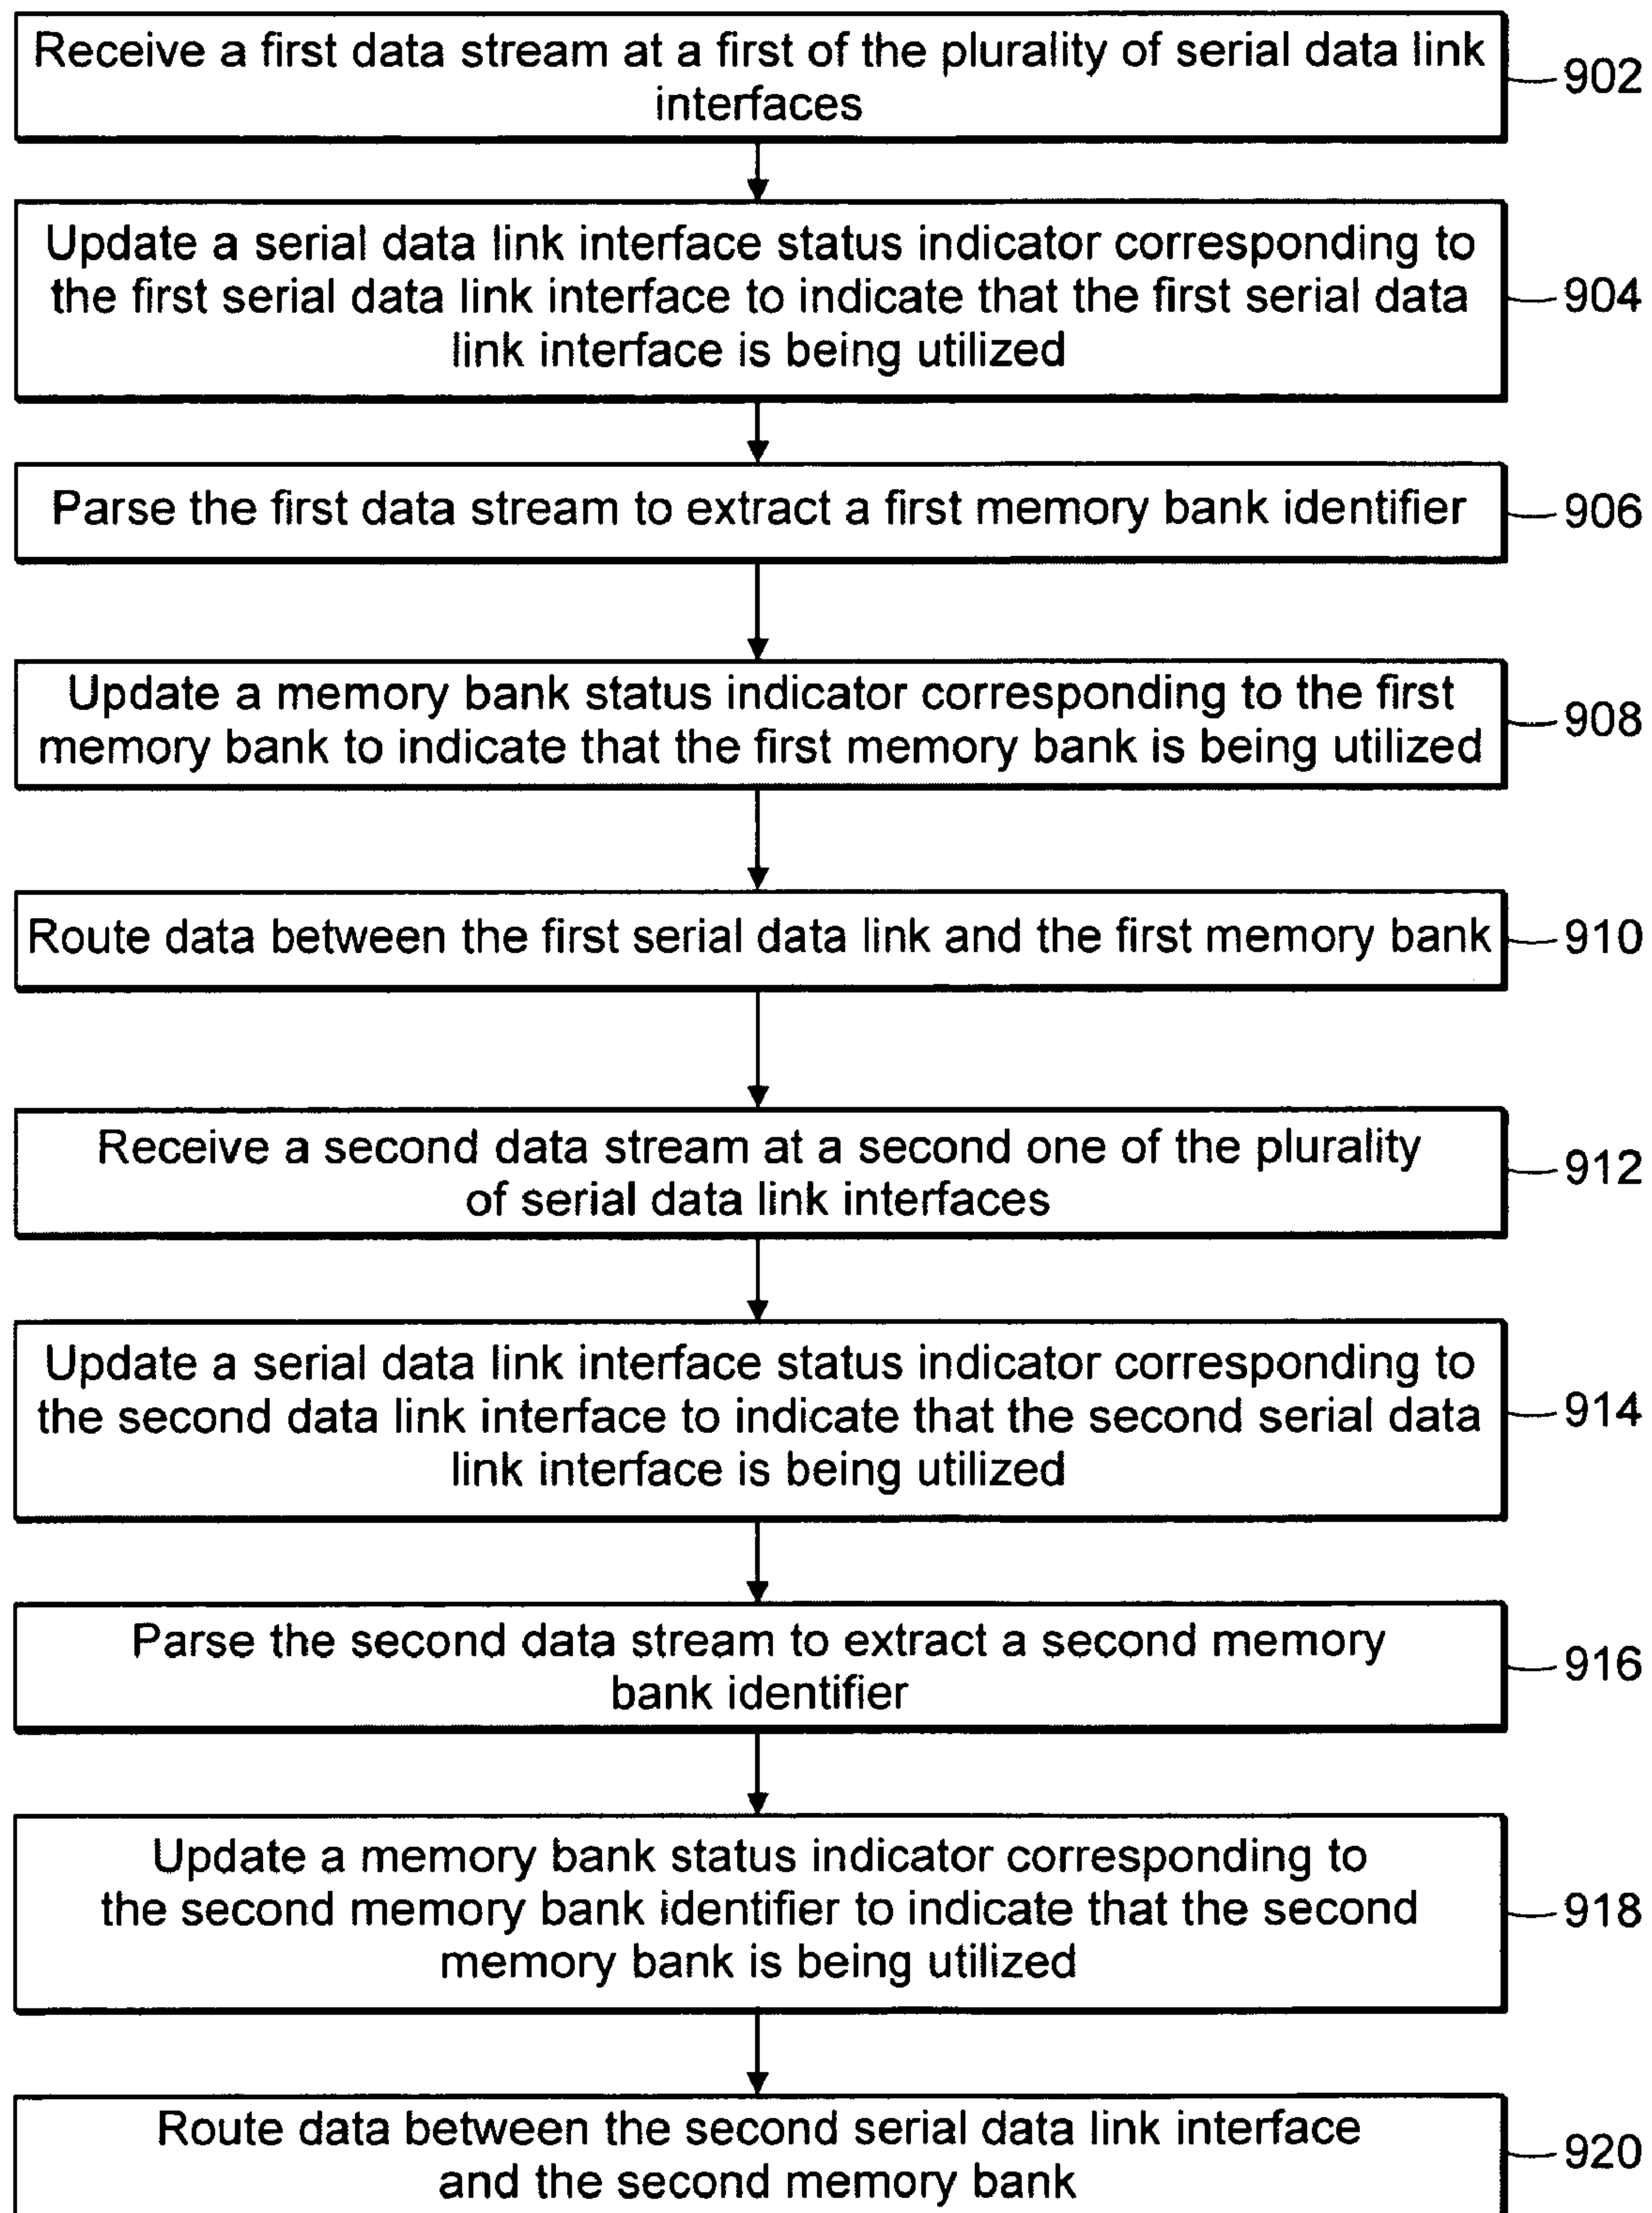 Receive a first data stream at a first of the plurality of serial data link
interfaces
902
Update a serial data link interface status indicator corresponding to
the first serial data link interface to indicate that the first serial data
link interface is being utilized
904
Parse the first data stream to extract a first memory bank identifier
906
Update a memory bank status indicator corresponding to the first
memory bank to indicate that the first memory bank is being utilized
908
Route data between the first serial data link and the first memory bank
910
Receive a second data stream at a second one of the plurality
of serial data link interfaces
912
Update a serial data link interface status indicator corresponding to
the second data link interface to indicate that the second serial data
link interface is being utilized
914
Parse the second data stream to extract a second memory
bank identifier
916
Update a memory bank status indicator corresponding to
the second memory bank identifier to indicate that the second
memory bank is being utilized
918
Route data between the second serial data link interface
and the second memory bank
920